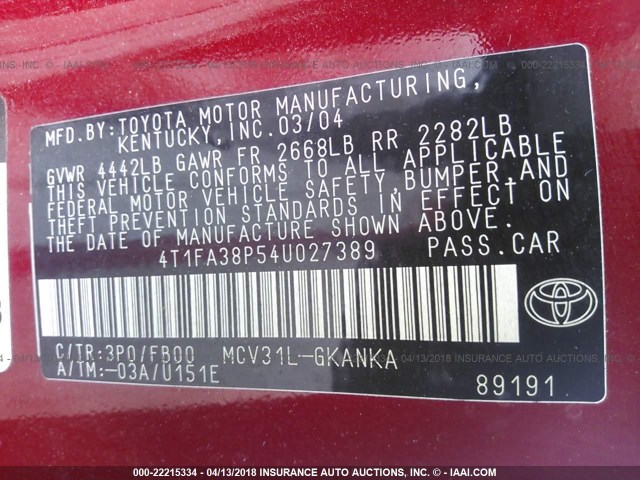 MFD.BY:TOYOTA MOTOR MANUFACTURING,
KENTUCKY,INC.03/04
GVWR 4442LB GAWR FR 2668LB RR 2282LB
THIS VEHICLE CONFORMS TO ALL APPLICABLE
FEDERAL MOTOR VEHICLE SAFETY,BUMPER,AND
THEFT PREVENTION STANDARDS IN EFFECT ON
THE DATE OF MANUFACTURE SHOWN ABOVE.
4T1FA38P54U027389 PASS.CAR
C/TR:3P0/FB00 MCV31L-GKANKA
A/TM:-03A/U151E
89191
000-22215334 - 04/13/2018 INSURANCE AUTO AUCTIONS - IAAI.COM